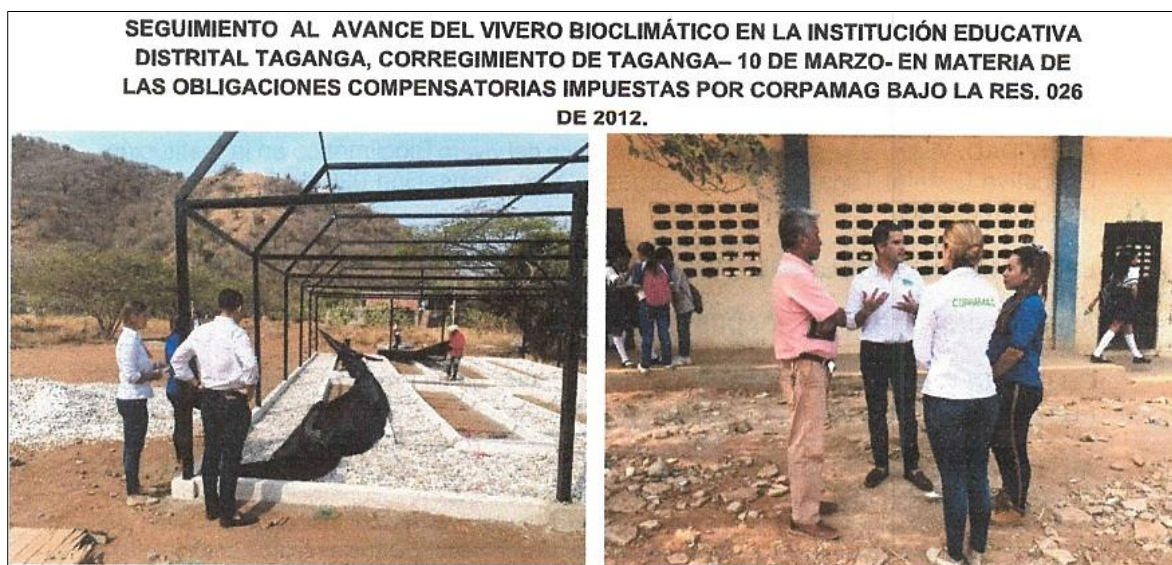 SEGUIMIENTO AL AVANCE DEL VIVERO BIOCLIMÁTICO EN LA INSTITUCIÓN EDUCATIVA
DISTRITAL TAGANGA, CORREGIMIENTO DE TAGANGA– 10 DE MARZO- EN MATERIA DE
LAS OBLIGACIONES COMPENSATORIAS IMPUESTAS POR CORPAMAG BAJO LA RES. 026
DE 2012.
CORPAMAG